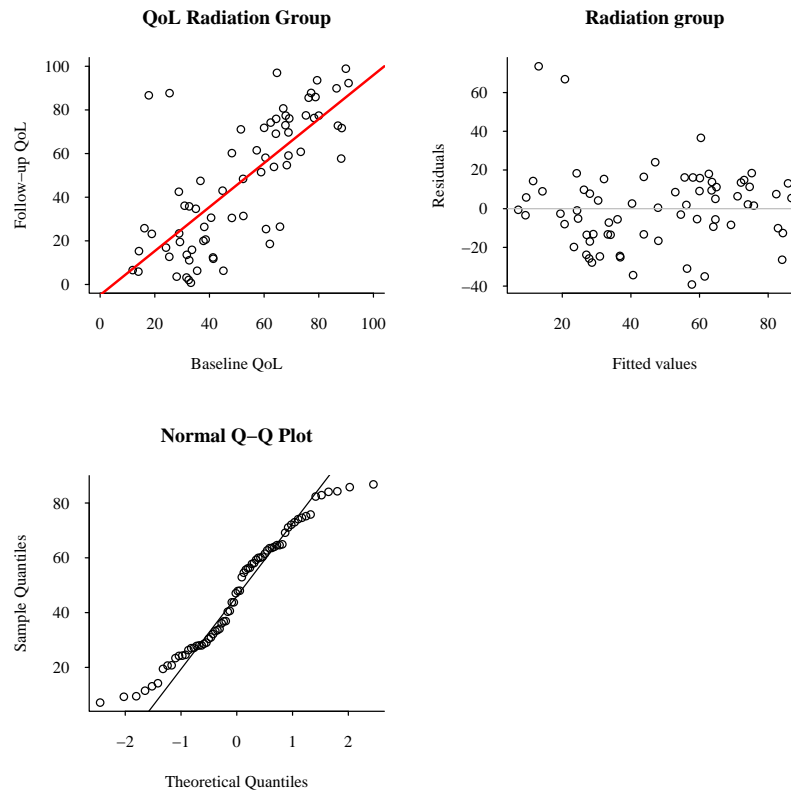 QoL Radiation Group
Follow−up QoL
100
80
60
40
20
0
0 20 40 60 80 100
Baseline QoL
Radiation group
Residuals
60
40
20
0
−20
−40
20 40 60 80
Fitted values
Normal Q−Q Plot
Sample Quantiles
80
60
40
20
−2 −1 0 1 2
Theoretical Quantiles